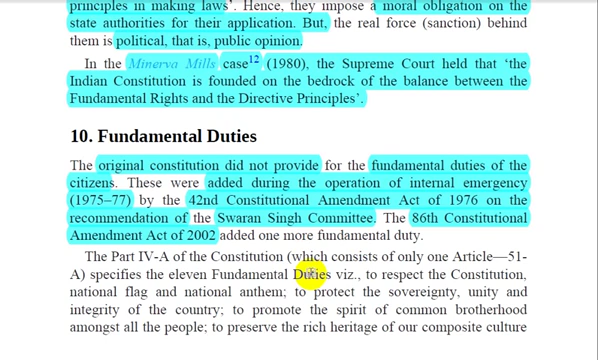 principles in making laws'. Hence, they impose a moral obligation on the
state authorities for their application. But, the real force (sanction) behind
them is political, that is, public opinion.
In the Minerva Mills case12 (1980), the Supreme Court held that 'the
Indian Constitution is founded on the bedrock of the balance between the
Fundamental Rights and the Directive Principles'.
10. Fundamental Duties
The original constitution did not provide for the fundamental duties of the
citizens. These were added during the operation of internal emergency
(1975–77) by the 42nd Constitutional Amendment Act of 1976 on the
recommendation of the Swaran Singh Committee. The 86th Constitutional
Amendment Act of 2002 added one more fundamental duty.
The Part IV-A of the Constitution (which consists of only one Article—51-
A) specifies the eleven Fundamental Duties viz., to respect the Constitution,
national flag and national anthem; to protect the sovereignty, unity and
integrity of the country; to promote the spirit of common brotherhood
amongst all the people; to preserve the rich heritage of our composite culture